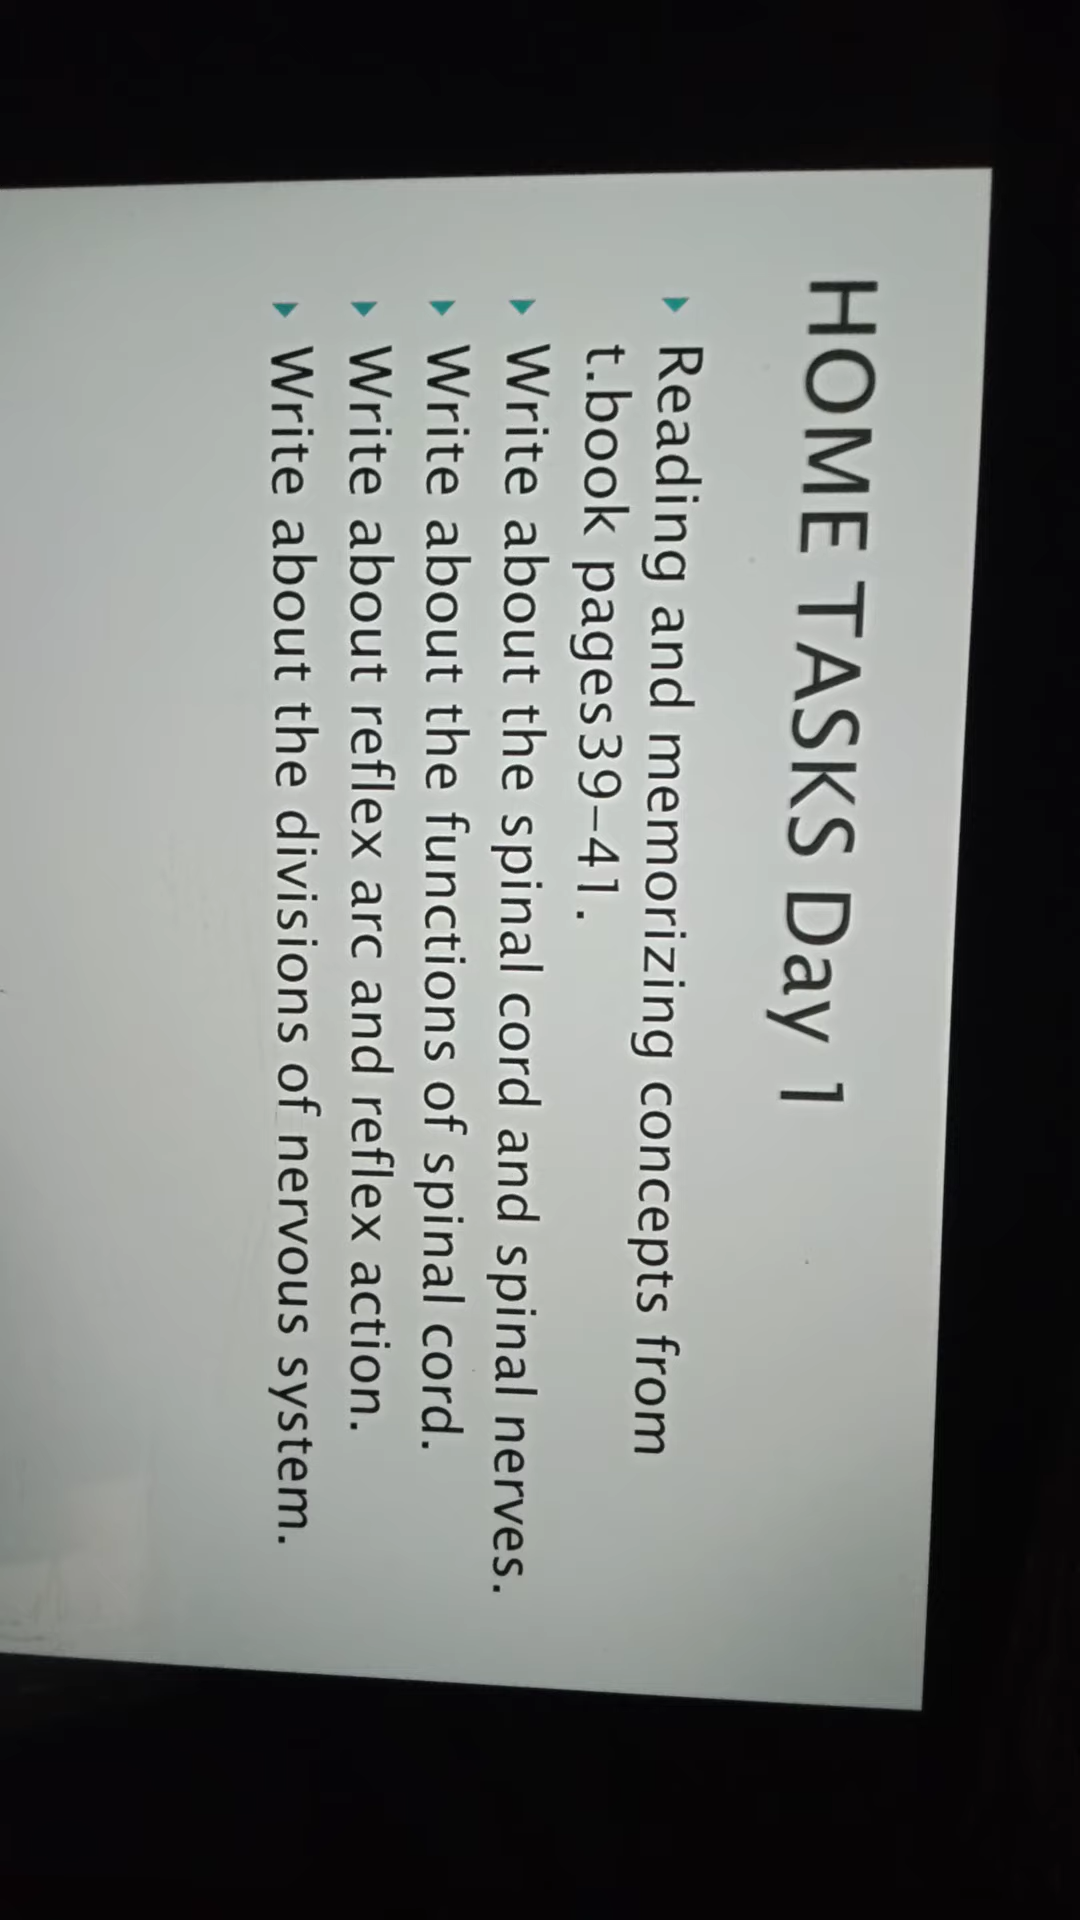 HOME TASKS Day 1
Reading and memorizing concepts from
t.book pages39-41.
Write about the spinal cord and spinal nerves.
Write about the functions of spinal cord.
Write about reflex arc and reflex action.
Write about the divisions of nervous system.